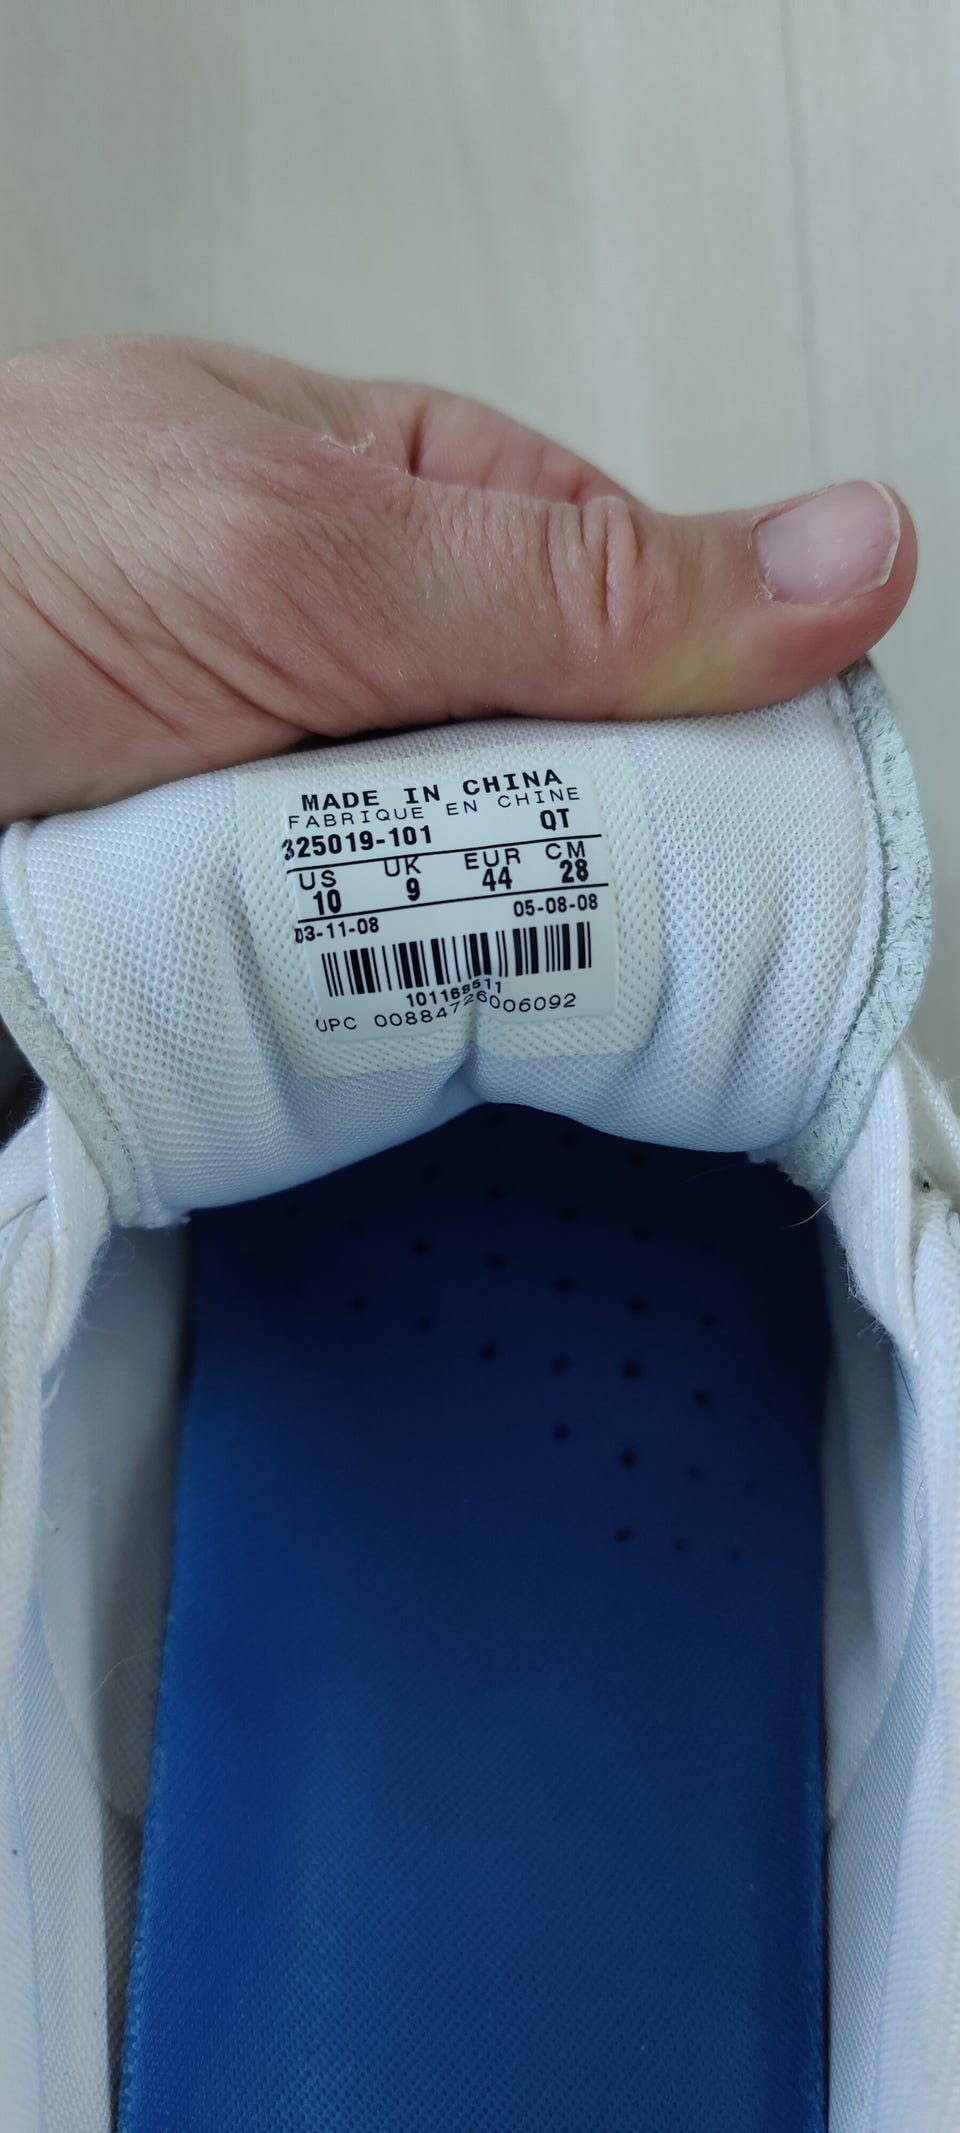 MADE IN CHINA
FABRIQUE EN CHINE
325019-101 QT
US UK EUR CM
10 9 44 28
03-11-08 05-08-08
101168511
UPC 00884726006092